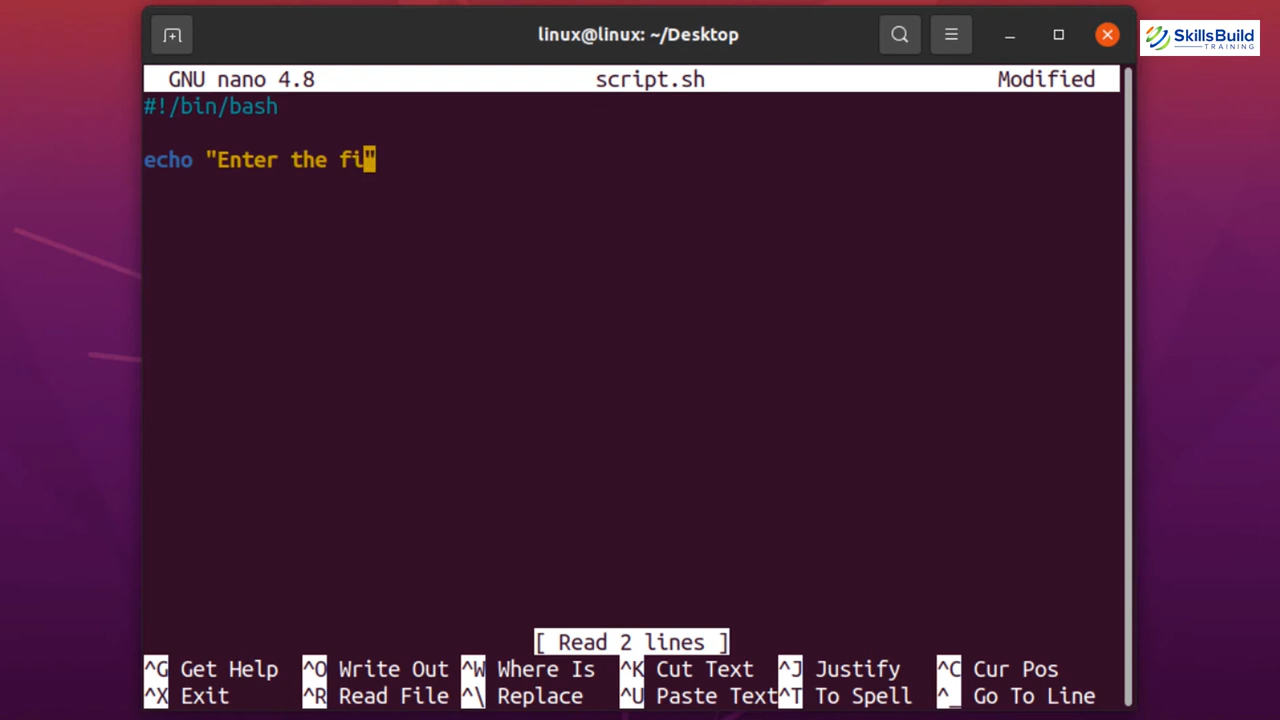 linux@linux: ~/Desktop
SkillsBuild
TRAINING
GNU nano 4.8 script.sh Modified
#!/bin/bash
echo "Enter the fi"
[ Read 2 lines ]
^G Get Help ^O Write Out ^W Where Is ^K Cut Text ^J Justify ^C Cur Pos
^X Exit ^R Read File ^\ Replace ^U Paste Text^T To Spell ^_ Go To Line